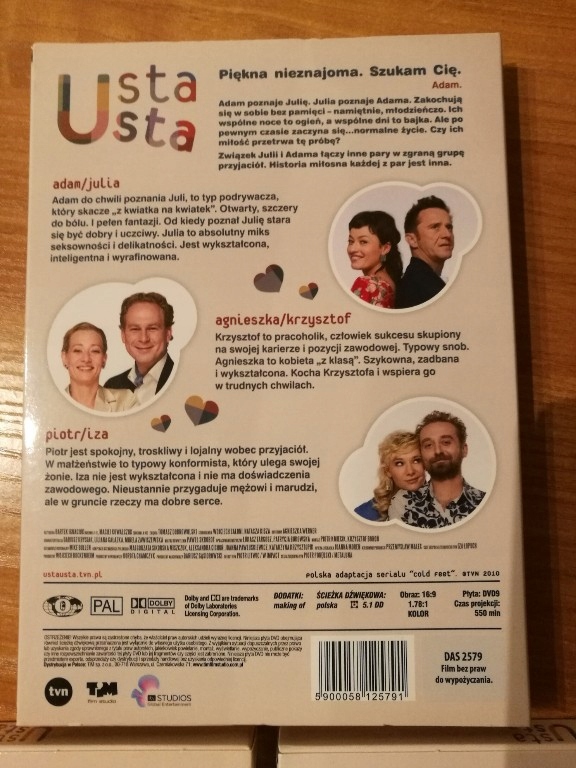 Usta
Usta
Piękna nieznajoma. Szukam Cię.
Adam.
Adam poznaje Julię. Julia poznaje Adama. Zakochują
się w sobie bez pamięci - namiętnie, młodzieńczo. Ich
wspólne noce to ogień, a wspólne dni to bajka. Ale po
pewnym czasie zaczyna się...normalne życie. Czy ich
miłość przetrwa tę próbę?
Związek Julii i Adama łączy inne pary w zgraną grupę
przyjaciół. Historia miłosna każdej z par jest inna.
adam/julia
Adam do chwili poznania Juli, to typ podrywacza,
który skacze „z kwiatka na kwiatek". Otwarty, szczery
do bólu. I pełen fantazji. Od kiedy poznał Julię stara
się być dobry i uczciwy. Julia to absolutny miks
seksowności i delikatności. Jest wykształcona,
inteligentna i wyrafinowana.
agnieszka/krzysztof
Krzysztof to pracoholik, człowiek sukcesu skupiony
na swojej karierze i pozycji zawodowej. Typowy snob.
Agnieszka to kobieta „z klasą". Szykowna, zadbana
i wykształcona. Kocha Krzysztofa i wspiera go
w trudnych chwilach.
piotr/iza
Piotr jest spokojny, troskliwy i lojalny wobec przyjaciół.
W małżeństwie to typowy konformista, który ulega swojej
żonie. Iza nie jest wykształcona i nie ma doświadczenia
zawodowego. Nieustannie przygaduje mężowi i marudzi,
ale w gruncie rzeczy ma dobre serce.
ustausta.tvn.pl
polska adaptacja serialu "cold feet". ©TVN 2010
PAL
DOLBY
DIGITAL
Dolby and are trademarks
of Dolby Laboratories
Licensing Corporation.
DODATKI:
making of
ŚCIEŻKA DŹWIĘKOWA:
polska 5.1 DD
Obraz: 16:9
1.78:1
KOLOR
Płyta: DVD9
Czas projekcji:
550 min
tvn
TiM
film studio
itv STUDIOS
Global Entertainment
5900058125791
DAS 2579
Film bez praw
do wypożyczania.